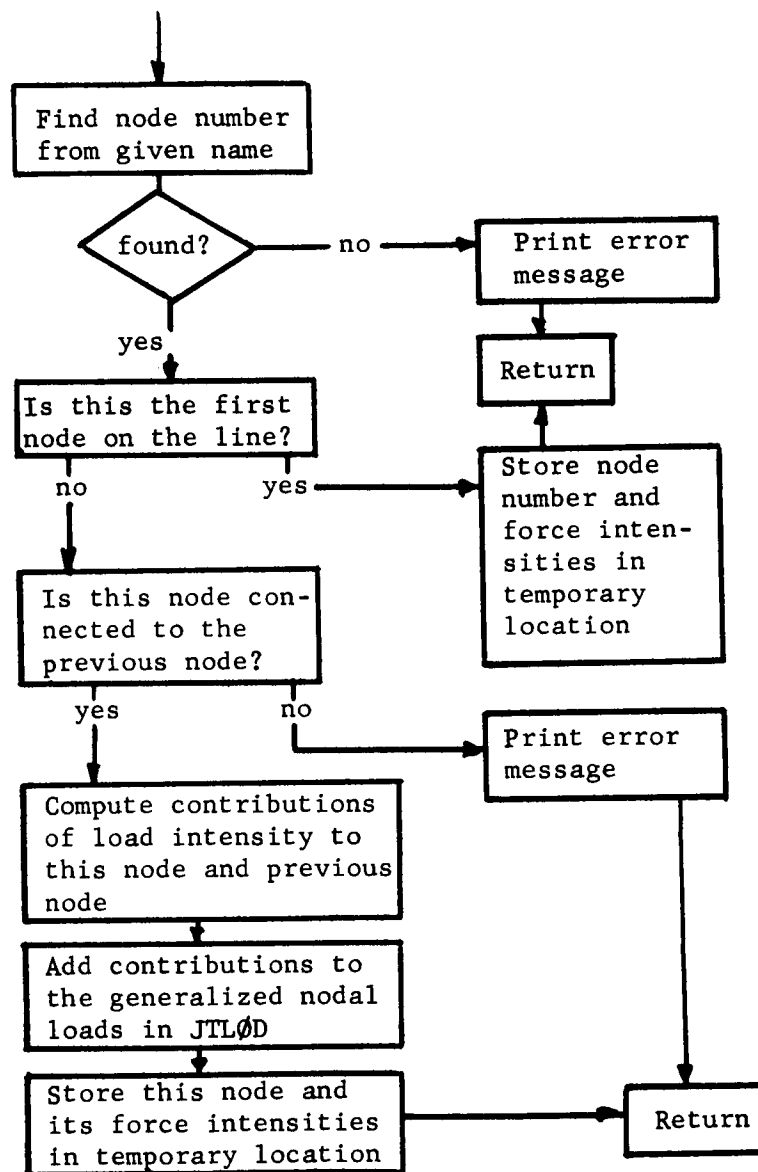 Find node number
from given name
found?
no
Print error
message
yes
Return
Is this the first
node on the line?
no
yes
Store node
number and
force inten-
sities in
temporary
location
Is this node con-
nected to the
previous node?
yes
no
Print error
message
Compute contributions
of load intensity to
this node and previous
node
Add contributions to
the generalized nodal
loads in JTLØD
Store this node and
its force intensities
in temporary location
Return